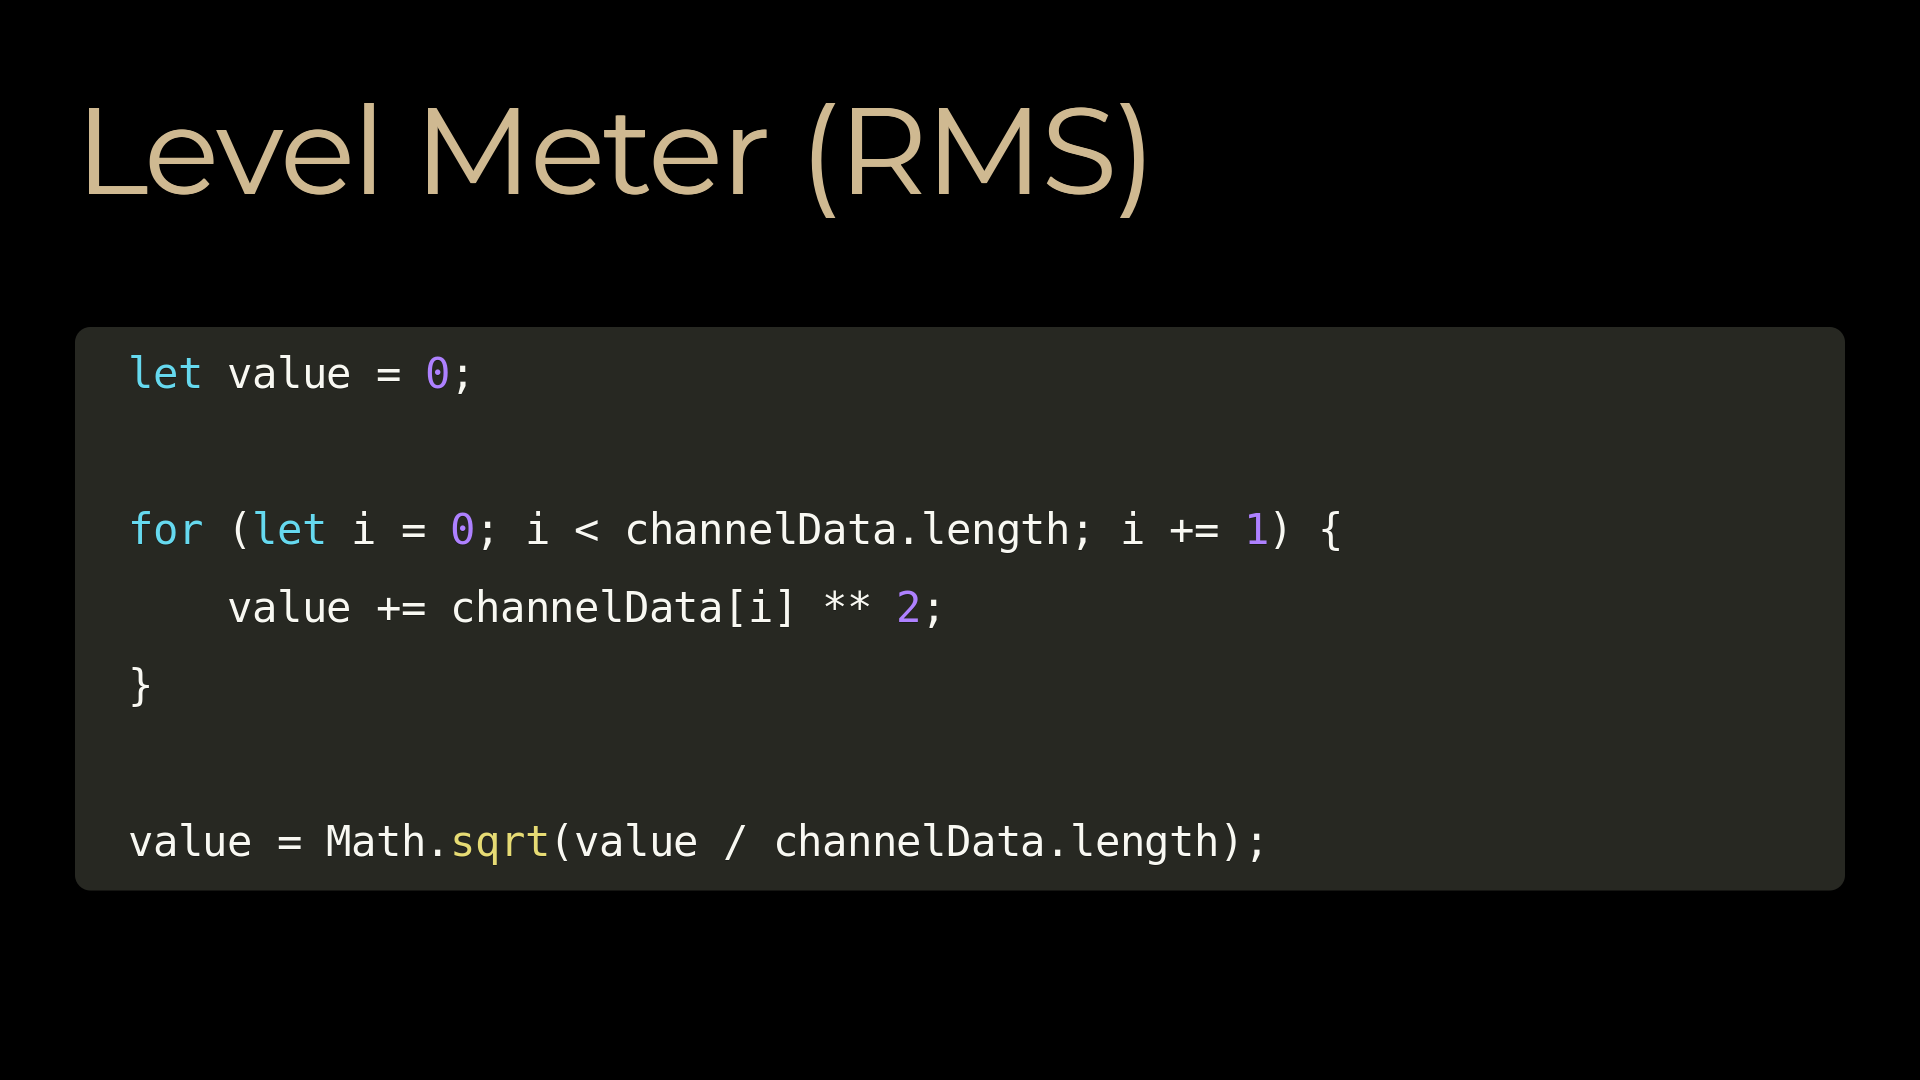 Level Meter (RMS)
let value = 0;
for (let i = 0; i < channelData.length; i += 1) {
    value += channelData[i] ** 2;
}
value = Math.sqrt(value / channelData.length);